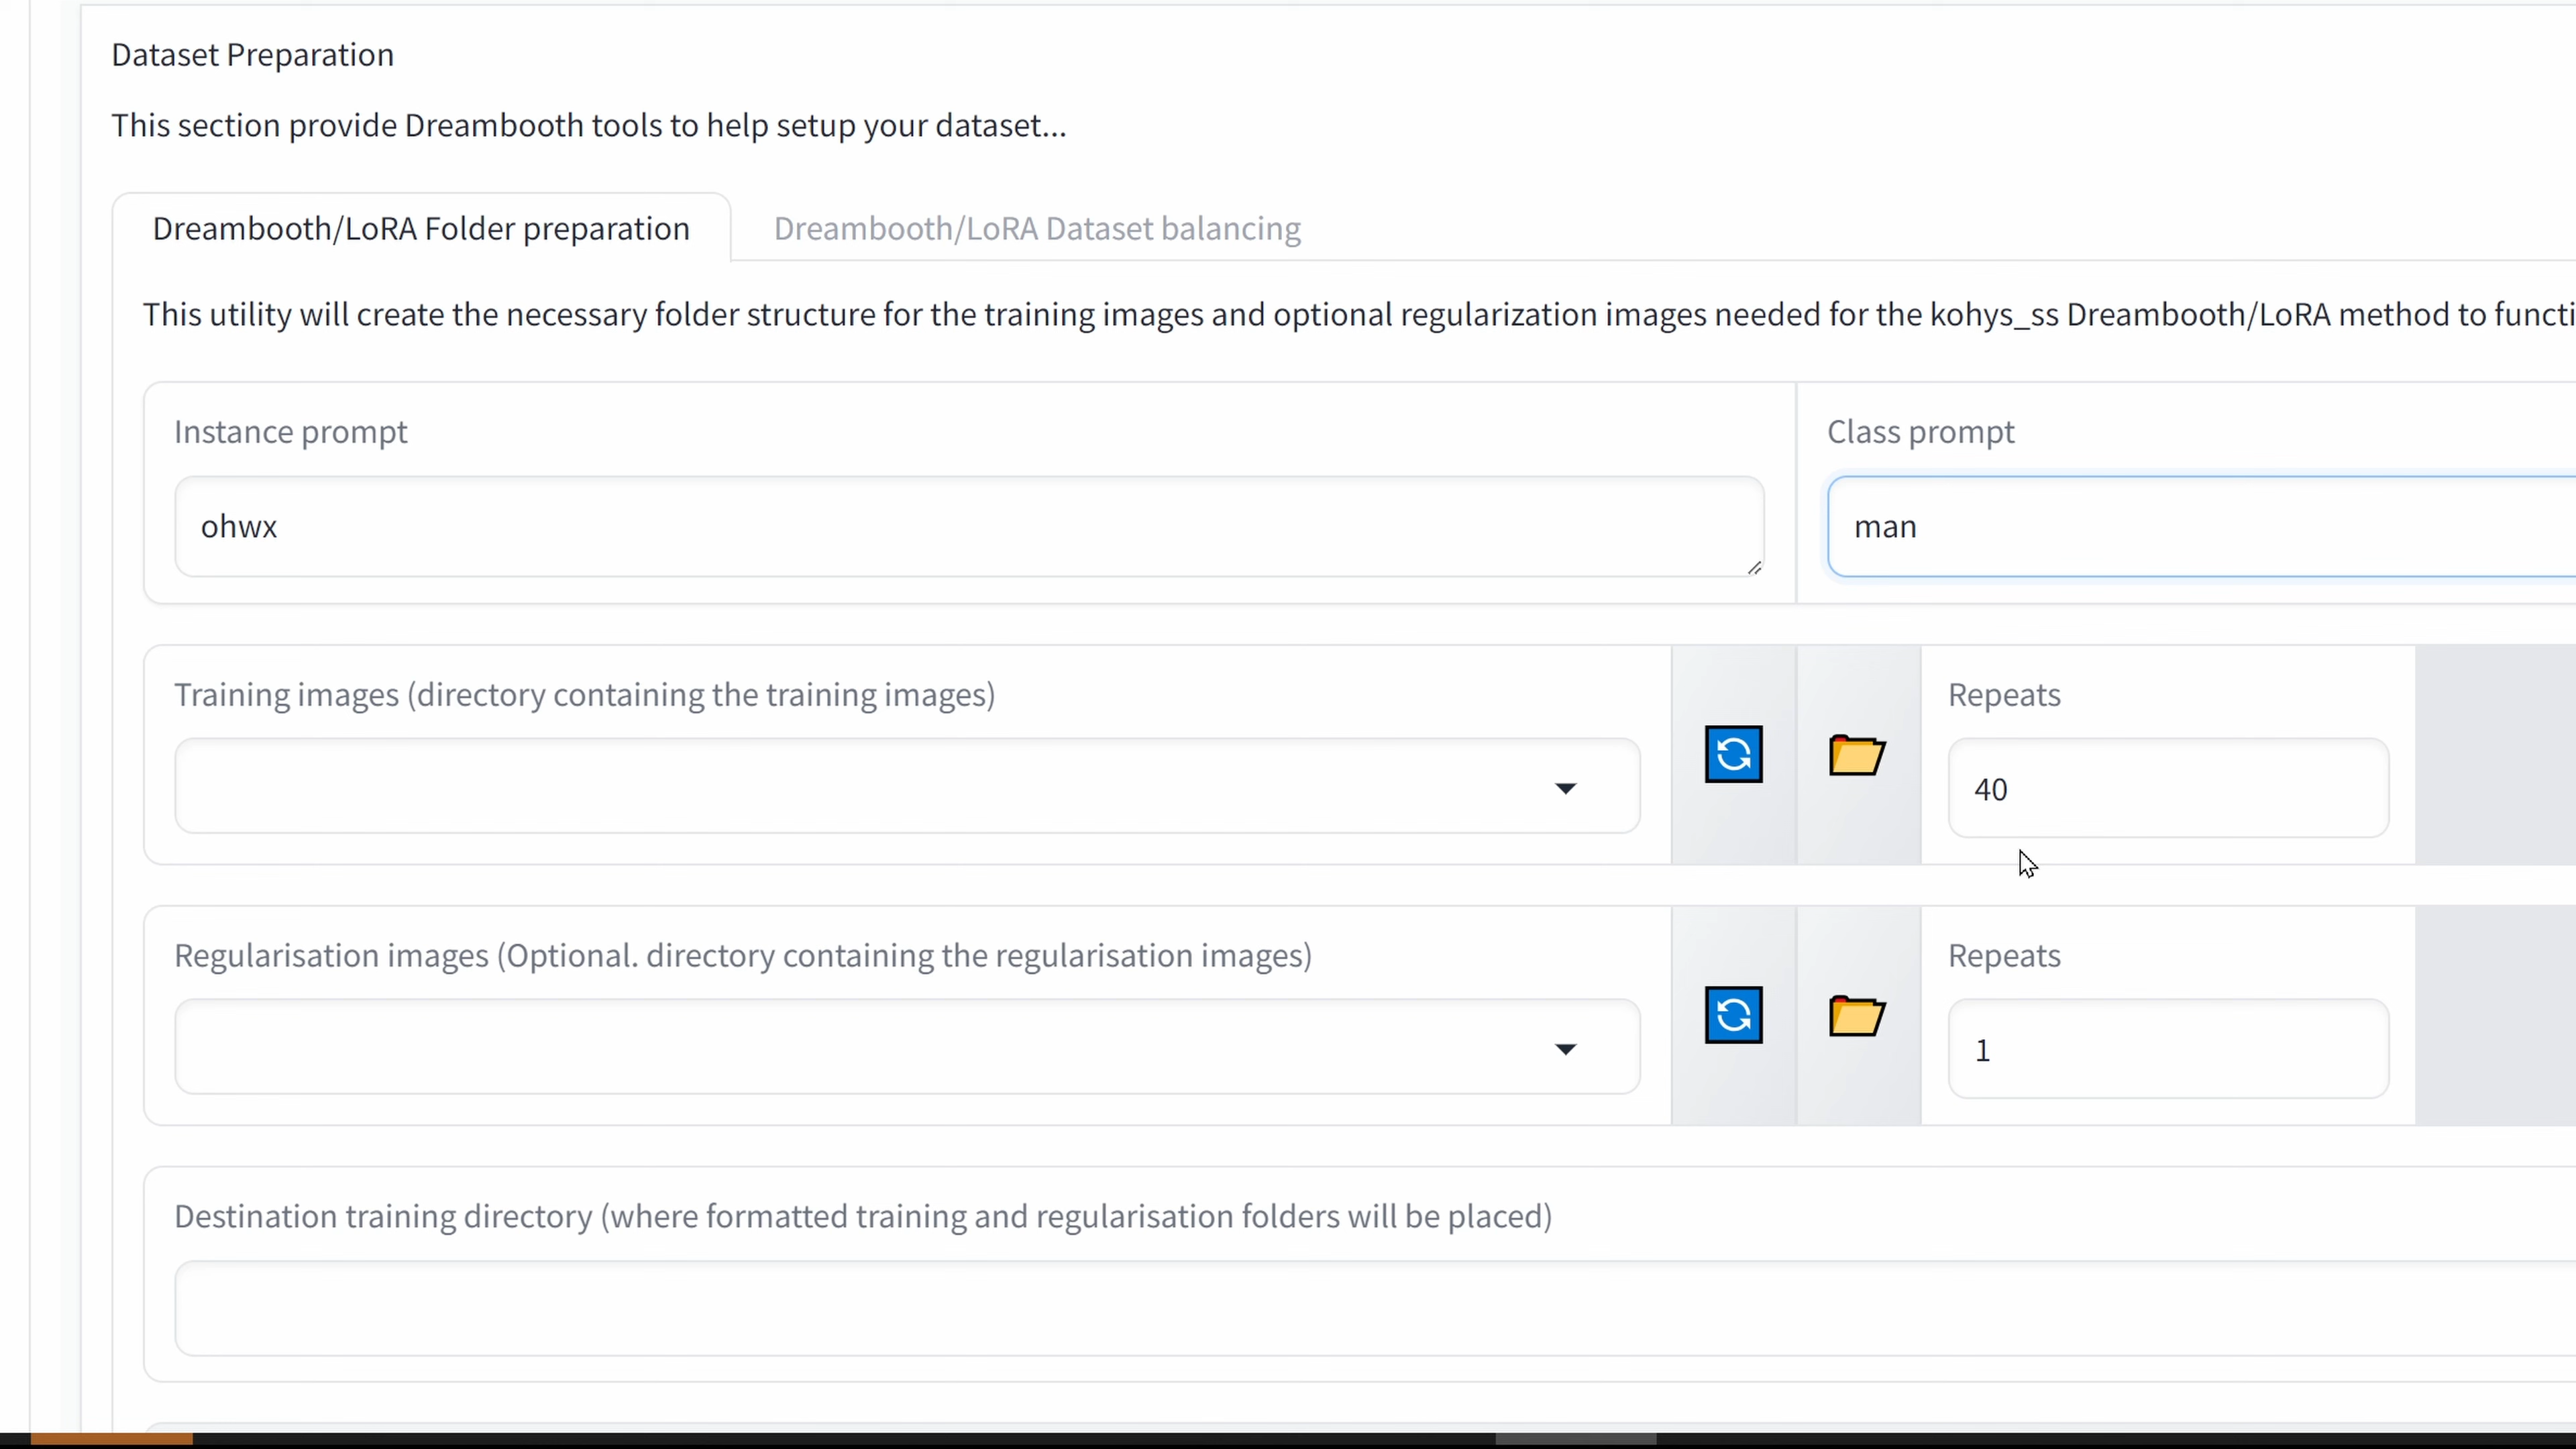 Dataset Preparation
This section provide Dreambooth tools to help setup your dataset...
Dreambooth/LoRA Folder preparation
Dreambooth/LoRA Dataset balancing
This utility will create the necessary folder structure for the training images and optional regularization images needed for the kohys_ss Dreambooth/LoRA method to functi
Instance prompt
Class prompt
ohwx
man
Training images (directory containing the training images)
Repeats
40
Regularisation images (Optional. directory containing the regularisation images)
Repeats
1
Destination training directory (where formatted training and regularisation folders will be placed)